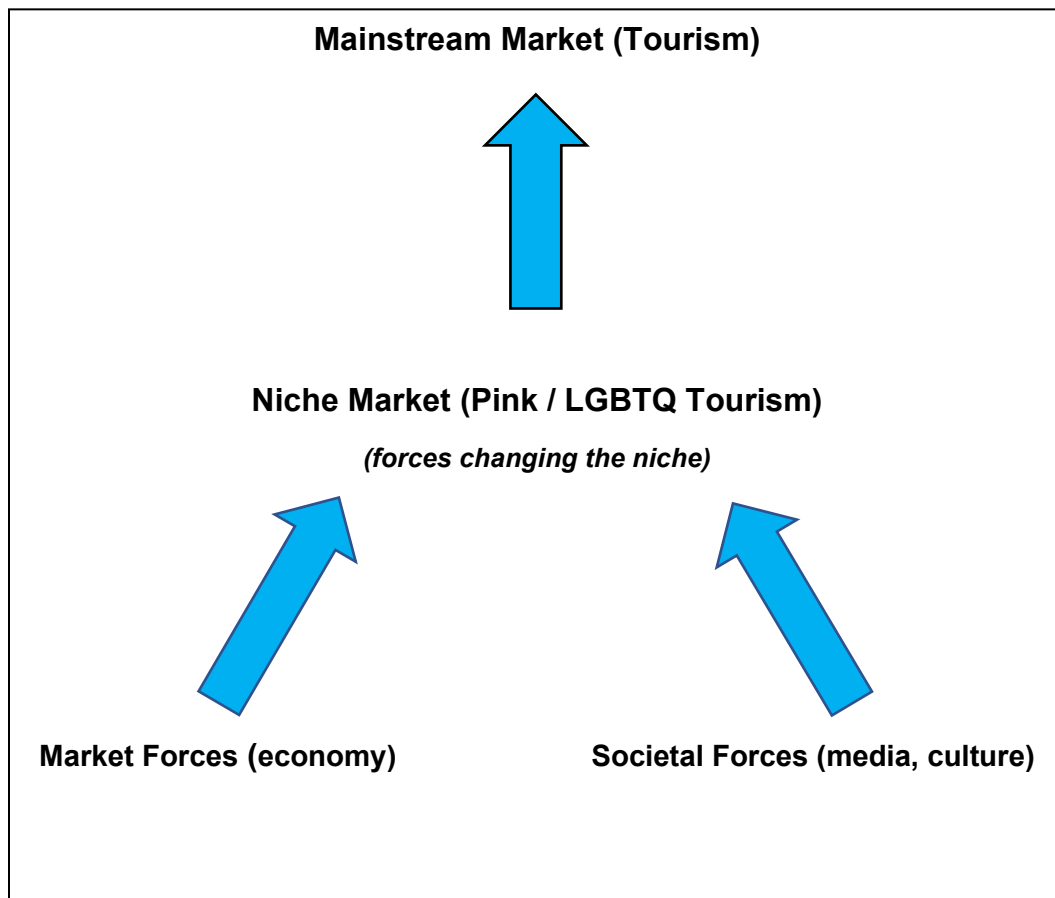 Mainstream Market (Tourism)
Niche Market (Pink / LGBTQ Tourism)
(forces changing the niche)
Market Forces (economy)
Societal Forces (media, culture)